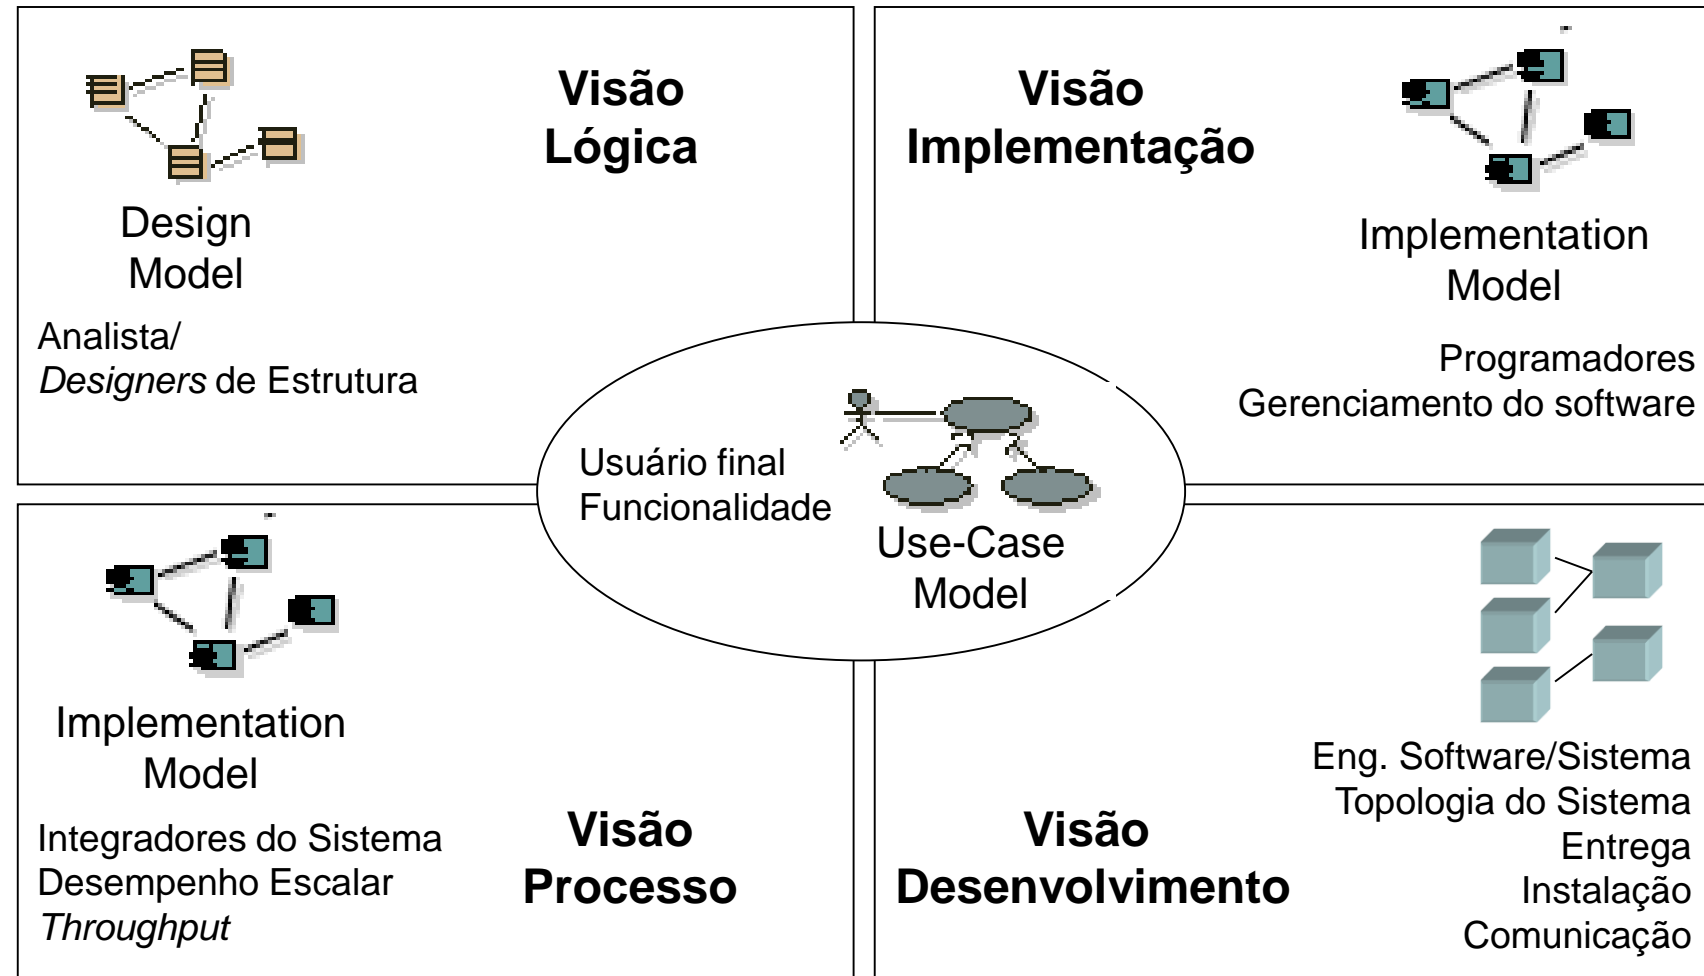 Visão
Lógica
Design
Model
Analista/
Designers de Estrutura
Visão
Implementação
Implementation
Model
Programadores
Gerenciamento do software
Usuário final
Funcionalidade
Use-Case
Model
Implementation
Model
Integradores do Sistema
Desempenho Escalar
Throughput
Visão
Processo
Visão
Desenvolvimento
Eng. Software/Sistema
Topologia do Sistema
Entrega
Instalação
Comunicação